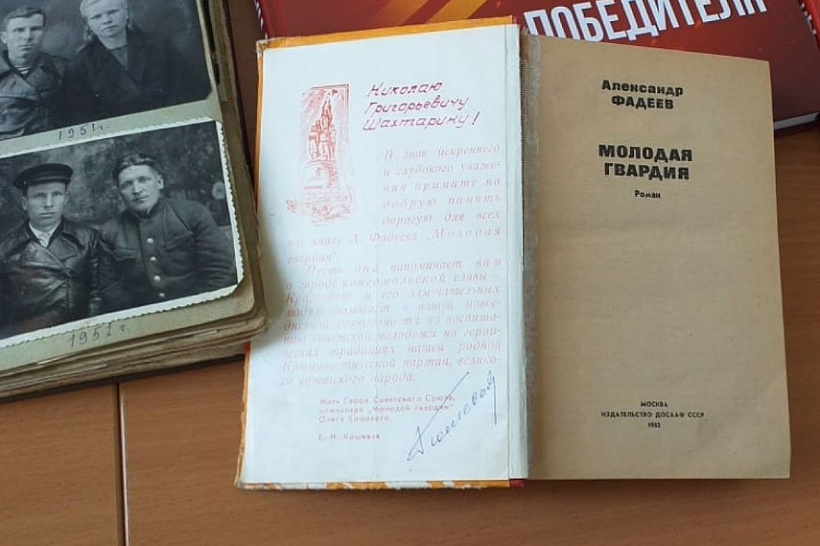 ПОБЕДИТЕЛИ
1951 г.
1951 г.
Николаю
Григорьевичу
Шахтарину!
В знак искреннего
и глубокого уваже-
ния примите на
добрую память
дорогую для всех
нас книгу А. Фадеева „Молодая
гвардия".
Пусть она напоминает вам
о городе комсомольской славы –
Краснодоне и его замечательных
людях, помогает в вашей повсе-
дневной деятельности по воспита-
нию советской молодежи на герои-
ческих традициях нашей родной
Коммунистической партии, велико-
го советского народа.
Мать Героя Советского Союза,
комиссара „Молодой гвардии"
Олега Кошевого
Е. Н. Кошевая
Кошевая
Александр
ФАДЕЕВ
МОЛОДАЯ
ГВАРДИЯ
Роман
МОСКВА
ИЗДАТЕЛЬСТВО ДОСААФ СССР
1982